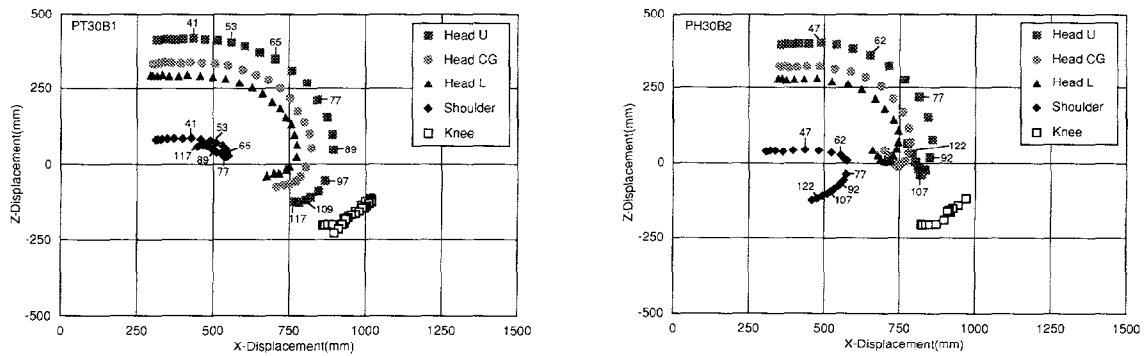 PT30B1
Head U
Head CG
Head L
Shoulder
Knee
500
250
0
-250
-500
Z-Displacement(mm)
0 250 500 750 1000 1250 1500
X-Displacement(mm)
41
53
65
77
89
97
109
117
41
53
65
117
89
77
PH30B2
Head U
Head CG
Head L
Shoulder
Knee
500
250
0
-250
-500
Z-Displacement(mm)
0 250 500 750 1000 1250 1500
X-Displacement(mm)
47
62
77
122
92
107
47
62
77
92
107
122